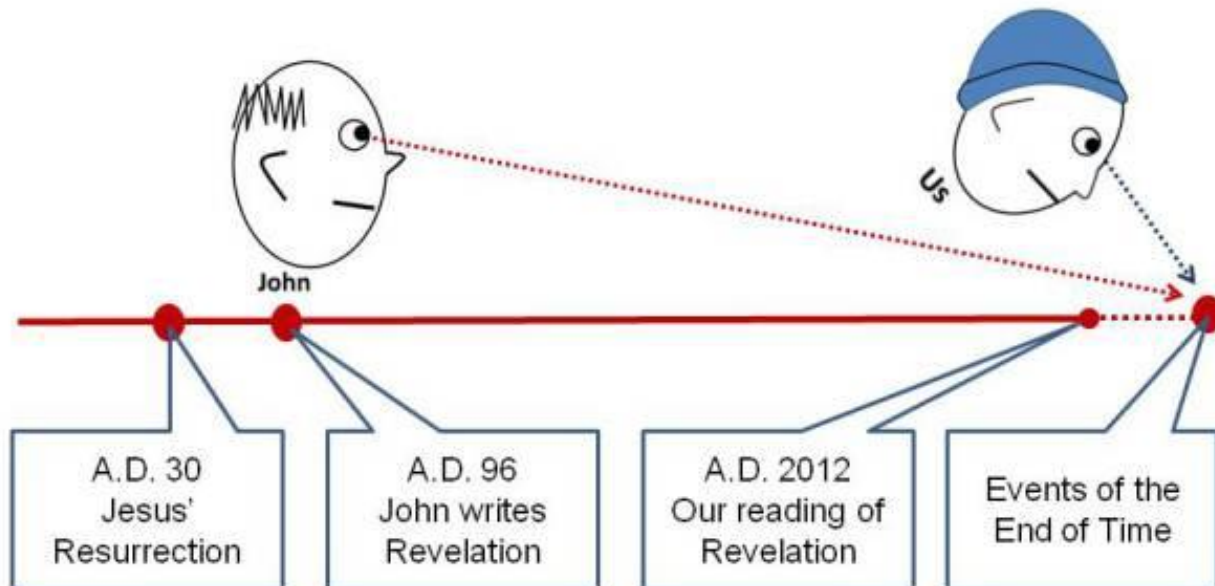 Us
John
A.D. 30
Jesus’
Resurrection
A.D. 96
John writes
Revelation
A.D. 2012
Our reading of
Revelation
Events of the
End of Time